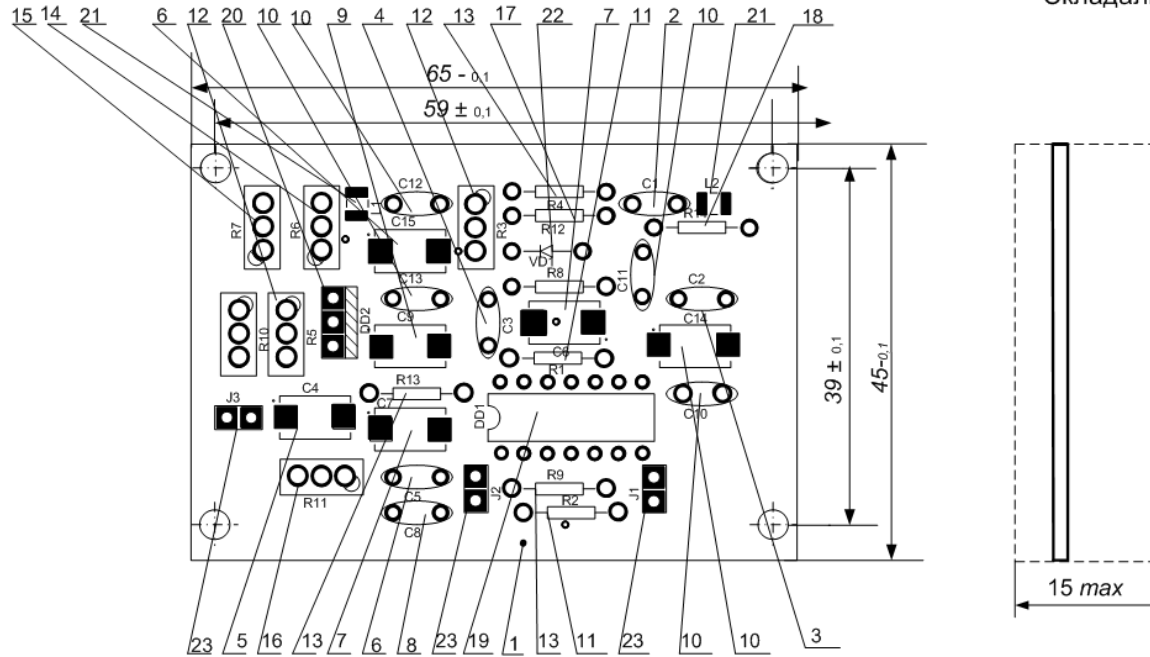 Складаль
15 14 21 6 12 20 10 10 9 4 12 13 17 22 7 11 2 10 21 18
65 - 0,1
59 ± 0,1
C12 C1 L2
R7 R6 C15 R3 R4 R12
VD1
C13 R8 C11 C2
R10 R5 DD2 C9 C3 C14
39 ± 0,1
45-0,1
C6
R1
J3 C4 R13 C7 DD1 C10
R11 C5 J2 R9 J1
C8 R2
15 max
23 5 16 13 7 6 8 23 19 1 13 11 23 10 10 3